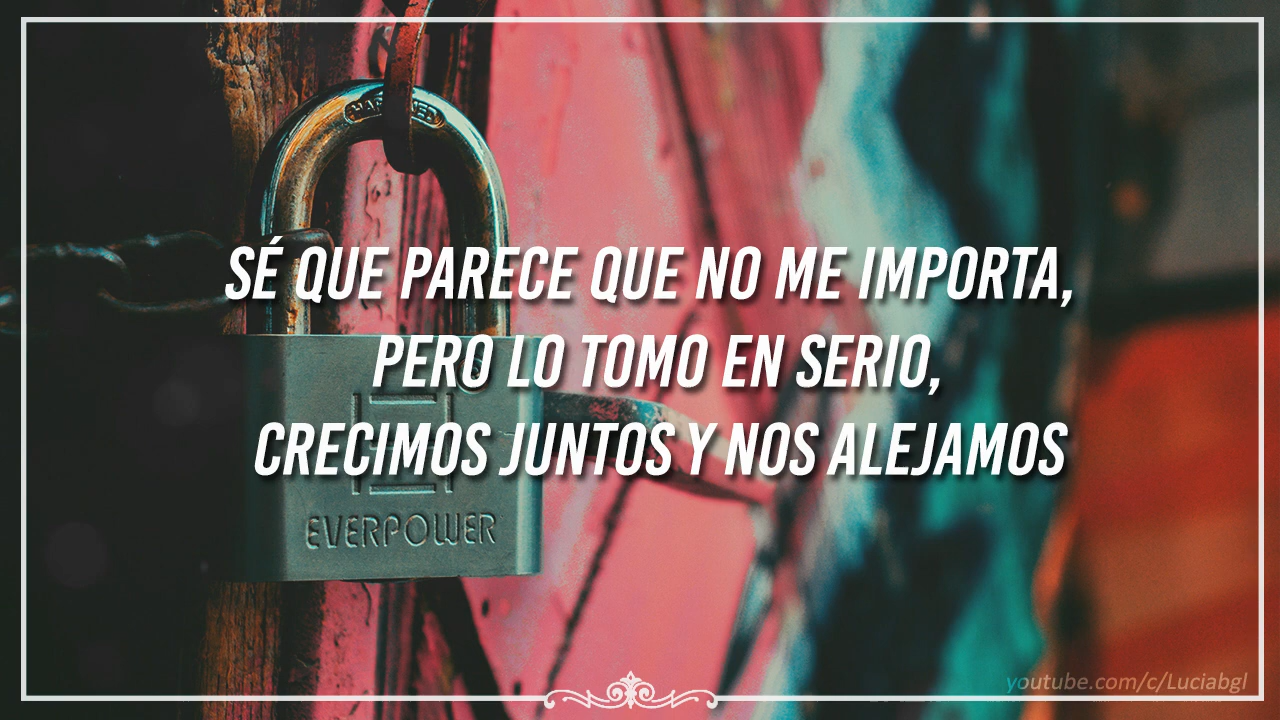 SÉ QUE PARECE QUE NO ME IMPORTA,
PERO LO TOMO EN SERIO,
CRECIMOS JUNTOS Y NOS ALEJAMOS
EVERPOWER
youtube.com/c/Luciabgl